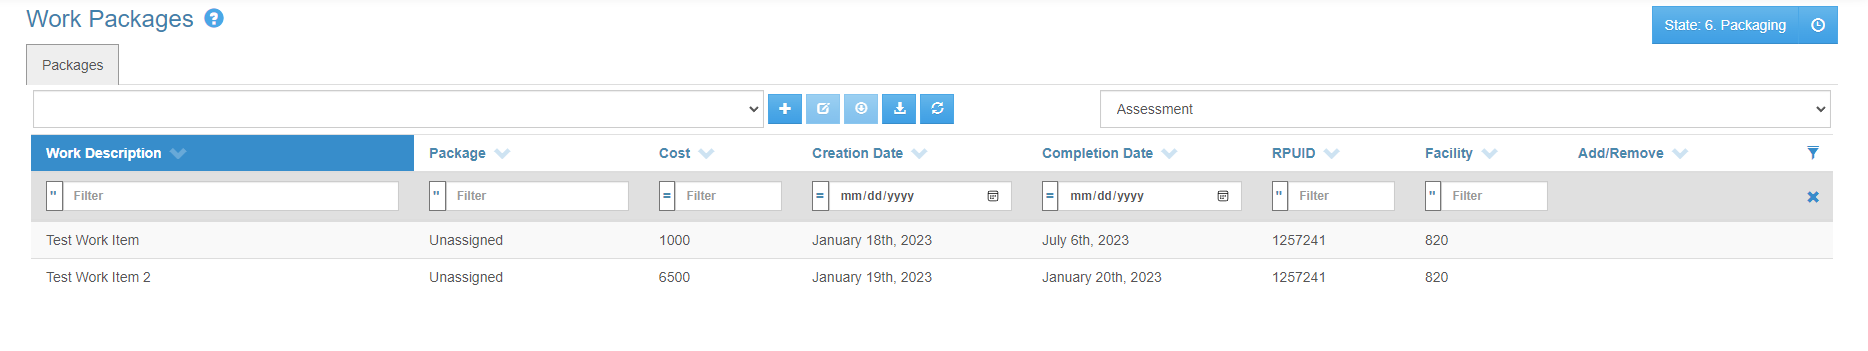 Work Packages ?
State: 6. Packaging
Packages
Assessment
Work Description Package Cost Creation Date Completion Date RPUID Facility Add/Remove
" Filter " Filter = Filter = mm/dd/yyyy = mm/dd/yyyy " Filter " Filter
Test Work Item Unassigned 1000 January 18th, 2023 July 6th, 2023 1257241 820
Test Work Item 2 Unassigned 6500 January 19th, 2023 January 20th, 2023 1257241 820